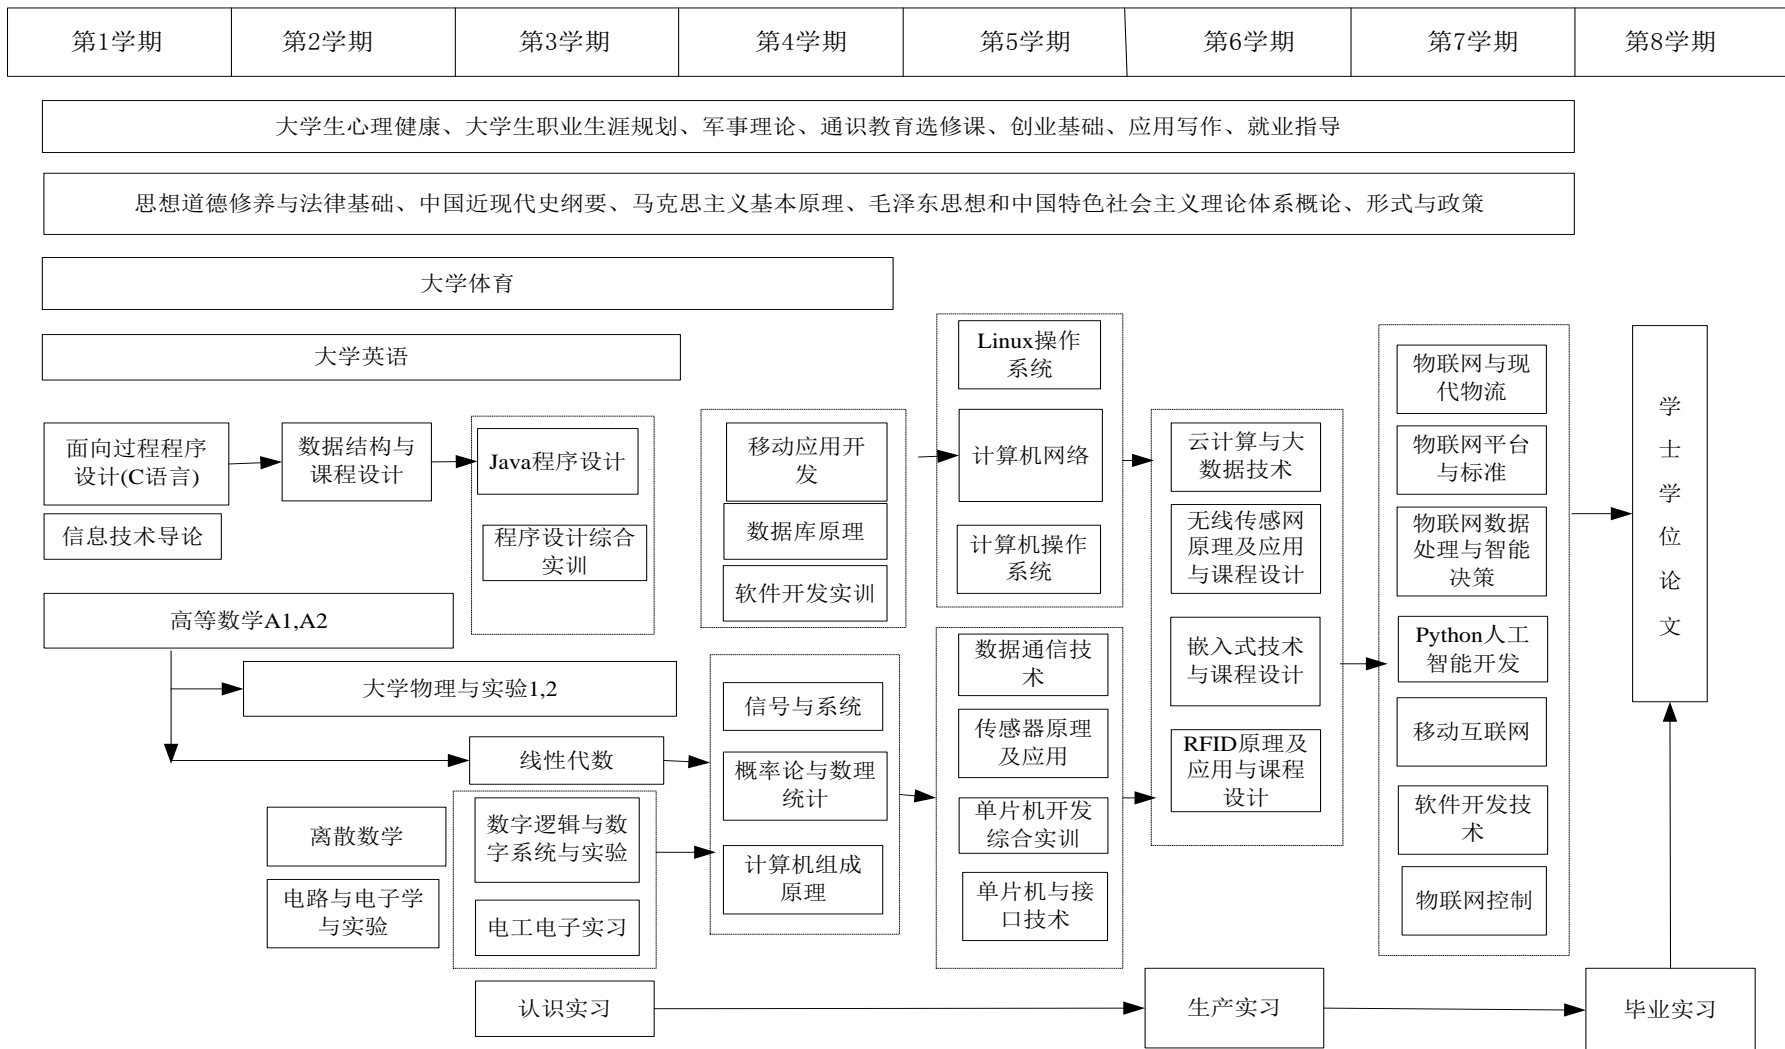 第1学期
第2学期
第3学期
第4学期
第5学期
第6学期
第7学期
第8学期
大学生心理健康、大学生职业生涯规划、军事理论、通识教育选修课、创业基础、应用写作、就业指导
思想道德修养与法律基础、中国近现代史纲要、马克思主义基本原理、毛泽东思想和中国特色社会主义理论体系概论、形式与政策
大学体育
大学英语
面向过程程序
设计(C语言)
信息技术导论
数据结构与
课程设计
Java程序设计
程序设计综合
实训
高等数学A1,A2
大学物理与实验1,2
线性代数
离散数学
电路与电子学
与实验
数字逻辑与数
字系统与实验
电工电子实习
认识实习
移动应用开
发
数据库原理
软件开发实训
信号与系统
概率论与数理
统计
计算机组成
原理
Linux操作
系统
计算机网络
计算机操作
系统
数据通信技
术
传感器原理
及应用
单片机开发
综合实训
单片机与接
口技术
云计算与大
数据技术
无线传感网
原理及应用
与课程设计
嵌入式技术
与课程设计
RFID原理及
应用与课程
设计
生产实习
物联网与现
代物流
物联网平台
与标准
物联网数据
处理与智能
决策
Python人工
智能开发
移动互联网
软件开发技
术
物联网控制
学
士
学
位
论
文
毕业实习